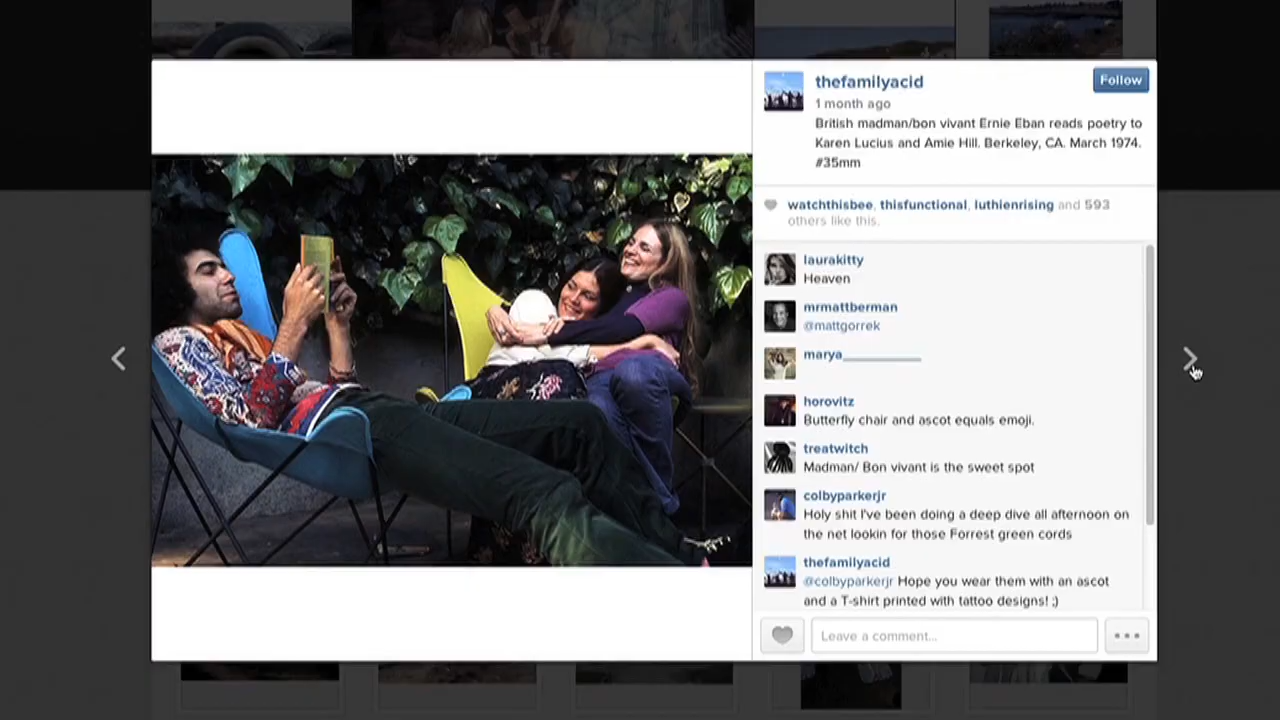 thefamilyacid
Follow
1 month ago
British madman/bon vivant Ernie Eban reads poetry to
Karen Lucius and Amie Hill. Berkeley, CA. March 1974.
#35mm
watchthisbee, thisfunctional, luthienrising and 593
others like this.
laurakitty
Heaven
mrmattberman
@mattgorrek
marya______________
horovitz
Butterfly chair and ascot equals emoji.
treatwitch
Madman/ Bon vivant is the sweet spot
colbyparkerjr
Holy shit I've been doing a deep dive all afternoon on
the net lookin for those Forrest green cords
thefamilyacid
@colbyparkerjr Hope you wear them with an ascot
and a T-shirt printed with tattoo designs! ;)
Leave a comment...